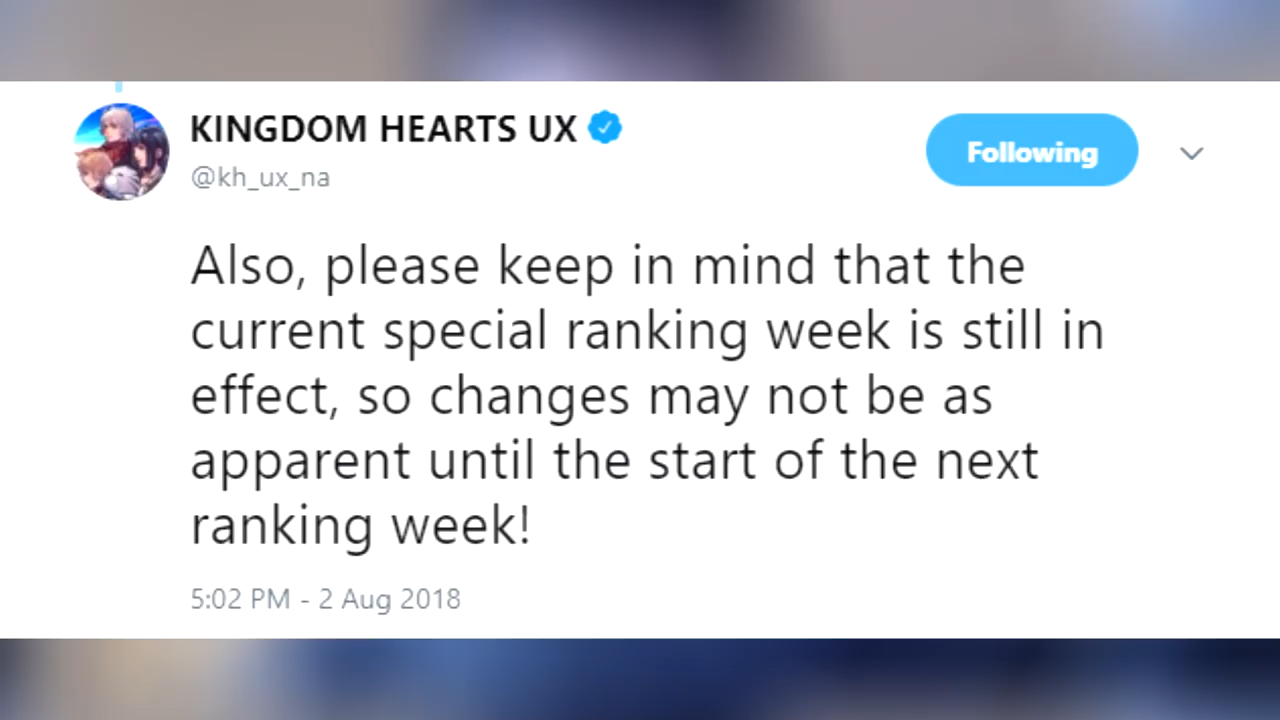 KINGDOM HEARTS UX
@kh_ux_na
Following
Also, please keep in mind that the
current special ranking week is still in
effect, so changes may not be as
apparent until the start of the next
ranking week!
5:02 PM - 2 Aug 2018